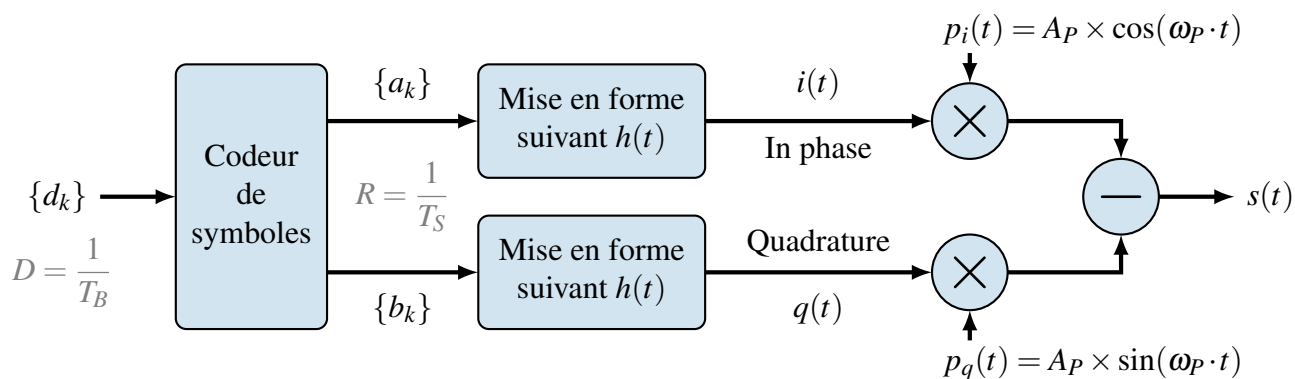 p_i(t) = A_P × cos(ω_P · t)
{a_k}
Mise en forme
suivant h(t)
i(t)
In phase
×
Codeur
de
symboles
{d_k}
D = 1/T_B
R = 1/T_S
−
s(t)
{b_k}
Mise en forme
suivant h(t)
Quadrature
q(t)
×
p_q(t) = A_P × sin(ω_P · t)